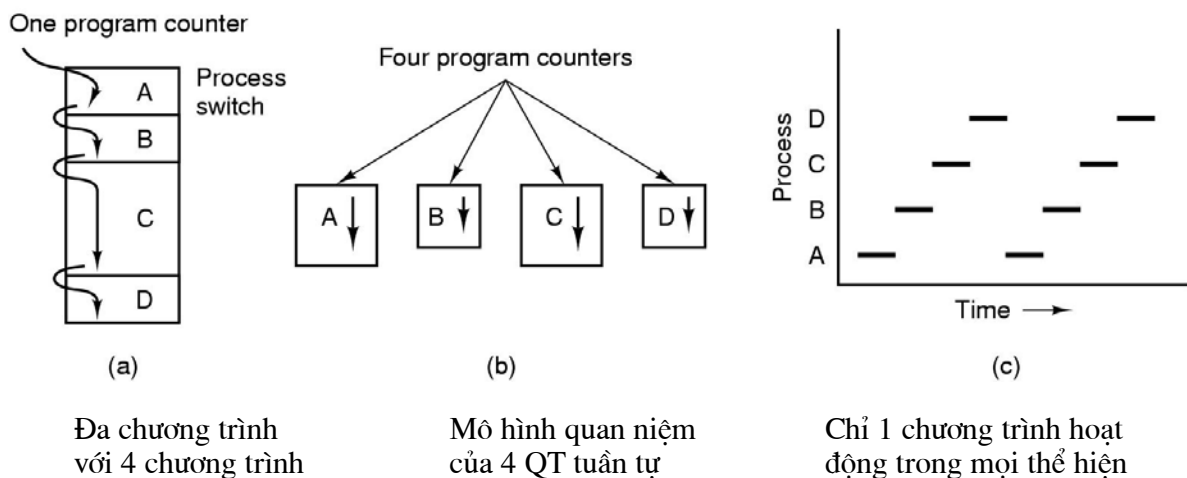 One program counter
Process
switch
A
B
C
D
(a)
Four program counters
A
B
C
D
(b)
Process
D
C
B
A
Time
(c)
Đa chương trình
với 4 chương trình
Mô hình quan niệm
của 4 QT tuần tự
Chỉ 1 chương trình hoạt
động trong mọi thể hiện